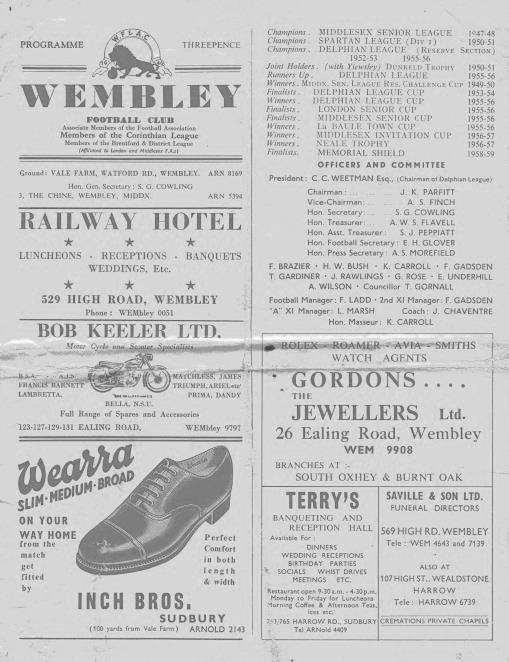 PROGRAMME
THREEPENCE
W.F.L.A.C.
WEMBLEY
FOOTBALL CLUB
Associate Members of the Football Association
Members of the Corinthian League
Members of the Brentford & District League
(Affiliated to London and Middlesex F.A.s)
Ground: VALE FARM, WATFORD RD., WEMBLEY. ARN 8169
Hon. Gen. Secretary: S. G. COWLING
3, THE CHINE, WEMBLEY, MIDDX. ARN 5394
RAILWAY HOTEL
LUNCHEONS - RECEPTIONS - BANQUETS
WEDDINGS, Etc.
529 HIGH ROAD, WEMBLEY
Phone: WEMbley 0051
BOB KEELER LTD.
Motor Cycle and Scooter Specialists
B.S.A. A.J.S. MATCHLESS, JAMES
FRANCIS BARNETT TRIUMPH, ARIEL etc'
LAMBRETTA, PRIMA, DANDY
BELLA, N.S.U.
Full Range of Spares and Accessories
123-127-129-131 EALING ROAD, WEMbley 9797
Wearra
SLIM-MEDIUM-BROAD
ON YOUR
WAY HOME
from the
match
get
fitted
by
Perfect
Comfort
in both
length
& width
INCH BROS.
SUDBURY
(100 yards from Vale Farm) ARNOLD 2143
Champions. MIDDLESEX SENIOR LEAGUE 1947-48
Champions. SPARTAN LEAGUE (Div 1) 1950-51
Champions. DELPHIAN LEAGUE (Reserve Section)
1952-53 1955-56
Joint Holders. (with Yiewsley) Dunkeld Trophy 1950-51
Runners Up. DELPHIAN LEAGUE 1955-56
Winners. Middx. Sen. League Res. Challenge Cup 1949-50
Finalists. DELPHIAN LEAGUE CUP 1953-54
Winners. DELPHIAN LEAGUE CUP 1955-56
Finalists. LONDON SENIOR CUP 1955-56
Finalists. MIDDLESEX SENIOR CUP 1955-56
Winners. La BAULE TOWN CUP 1955-56
Winners. MIDDLESEX INVITATION CUP 1956-57
Winners. NEALE TROPHY 1956-57
Finalists. MEMORIAL SHIELD 1958-59
OFFICERS AND COMMITTEE
President: C. C. WEETMAN Esq., (Chairman of Delphian League)
Chairman: ... ... J. K. PARFITT
Vice-Chairman: ... A. S. FINCH
Hon. Secretary: ... S. G. COWLING
Hon. Treasurer: ... A. W. S. FLAVELL
Hon. Asst. Treasurer: S. J. PEPPIATT
Hon. Football Secretary: E. H. GLOVER
Hon. Press Secretary: A. S. MOREFIELD
F. BRAZIER · H. W. BUSH · K. CARROLL · F. GADSDEN
T. GARDINER · J. RAWLINGS · G. ROSE · E. UNDERHILL
A. WILSON · Councillor T. GORNALL
Football Manager: F. LADD · 2nd XI Manager: F. GADSDEN
"A" XI Manager: L. MARSH Coach: J. CHAVENTRE
Hon. Masseur: K. CARROLL
ROLEX - ROAMER - AVIA - SMITHS
WATCH AGENTS
GORDONS ....
THE
JEWELLERS Ltd.
26 Ealing Road, Wembley
WEM 9908
BRANCHES AT :-
SOUTH OXHEY & BURNT OAK
TERRY'S
BANQUETING AND
RECEPTION HALL
Available For:
DINNERS
WEDDING RECEPTIONS
BIRTHDAY PARTIES
SOCIALS WHIST DRIVES
MEETINGS ETC.
Restaurant open 9-30 a.m. - 4-30 p.m.
Monday to Friday for Luncheons
Morning Coffee & Afternoon Teas,
Ices etc.
HARROW RD., SUDBURY
Tel ARNold 4409
SAVILLE & SON LTD.
FUNERAL DIRECTORS
569 HIGH RD. WEMBLEY
Tele: WEM 4643 and 7139
ALSO AT
107 HIGH ST., WEALDSTONE
HARROW
Tele: HARROW 6739
CREMATIONS PRIVATE CHAPELS